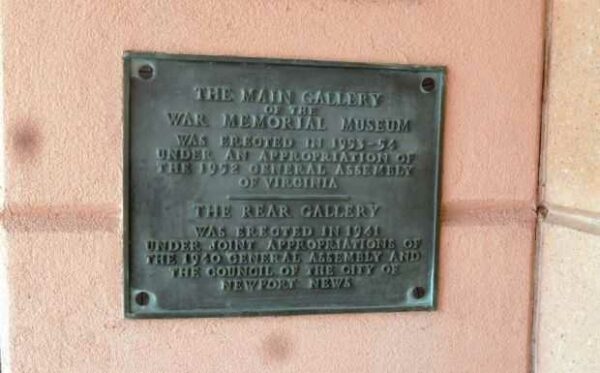 THE MAIN GALLERY
OF THE
WAR MEMORIAL MUSEUM
WAS ERECTED IN 1953-54
UNDER AN APPROPRIATION OF
THE 1952 GENERAL ASSEMBLY
OF VIRGINIA
THE REAR GALLERY
WAS ERECTED IN 1941
UNDER JOINT APPROPRIATIONS OF
THE 1940 GENERAL ASSEMBLY AND
THE COUNCIL OF THE CITY OF
NEWPORT NEWS